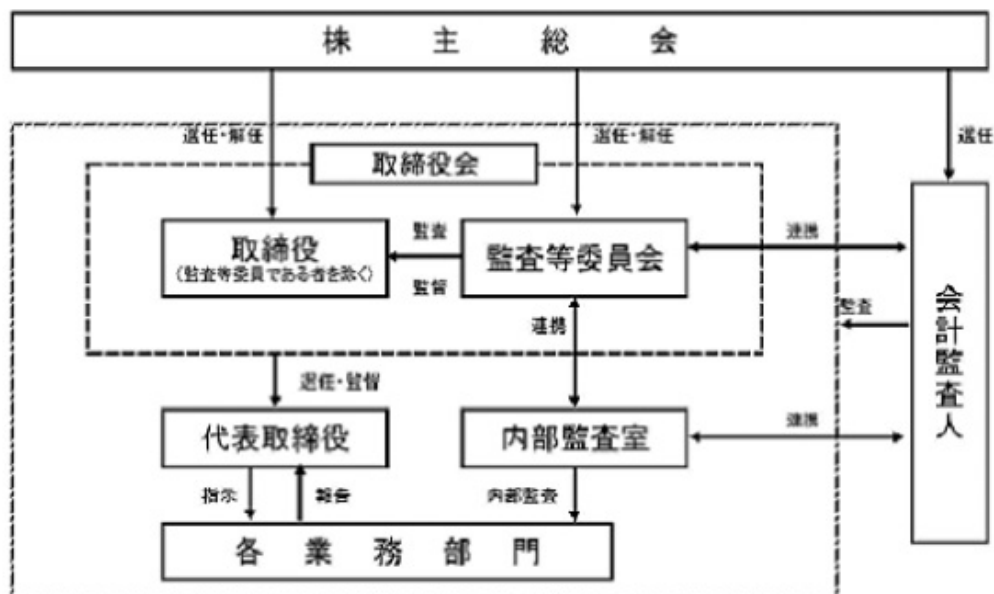 株主総会
選任・解任
選任・解任
選任
取締役会
取締役
（監査等委員である者を除く）
監査
監督
監査等委員会
連携
監査
会計監査人
連携
選任・監督
代表取締役
内部監査室
連携
指示
報告
内部監査
各業務部門